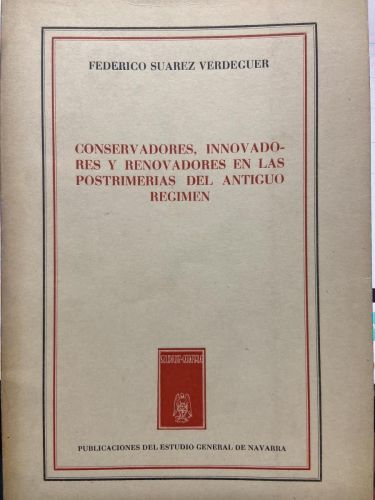 FEDERICO SUAREZ VERDEGUER
CONSERVADORES, INNOVADO-
RES Y RENOVADORES EN LAS
POSTRIMERIAS DEL ANTIGUO
REGIMEN
PUBLICACIONES DEL ESTUDIO GENERAL DE NAVARRA